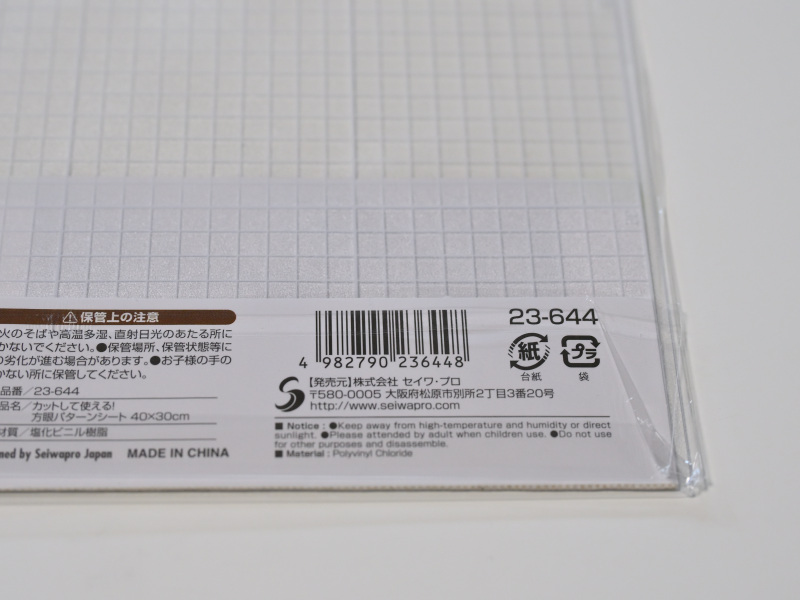 ⚠保管上の注意
火のそばや高温多湿、直射日光のあたる所に
かないでください。●保管場所、保管状態等に
の劣化が進む場合があります。●お子様の手の
かない所に保管してください。
品番/23-644
品名/カットして使える!
方眼パターンシート 40×30cm
材質/塩化ビニル樹脂
ned by Seiwapro Japan MADE IN CHINA
4 982790 236448
23-644
紙
台紙
プラ
袋
【発売元】株式会社 セイワ・プロ
〒580-0005 大阪府松原市別所2丁目3番20号
http://www.seiwapro.com
■ Notice : ●Keep away from high-temperature and humidity or direct
sunlight. ●Please attended by adult when children use. ●Do not use
for other purposes and disassemble.
■ Material : Polyvinyl Chloride